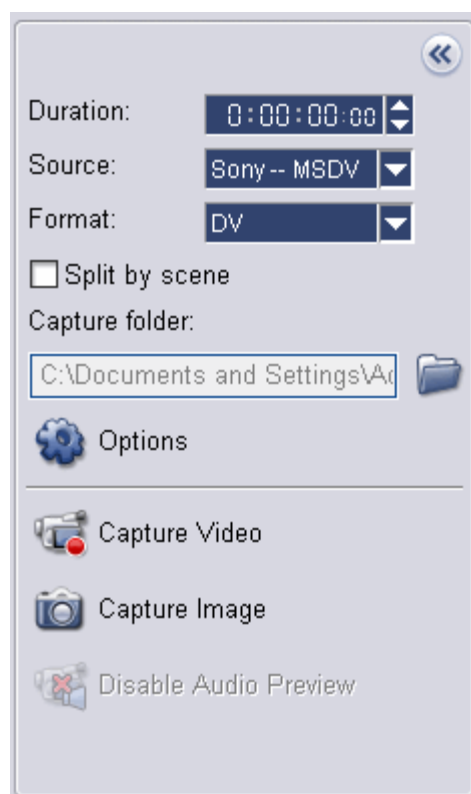 Duration: 0:00:00:00
Source: Sony -- MSDV
Format: DV
Split by scene
Capture folder:
C:\Documents and Settings\Ad
Options
Capture Video
Capture Image
Disable Audio Preview